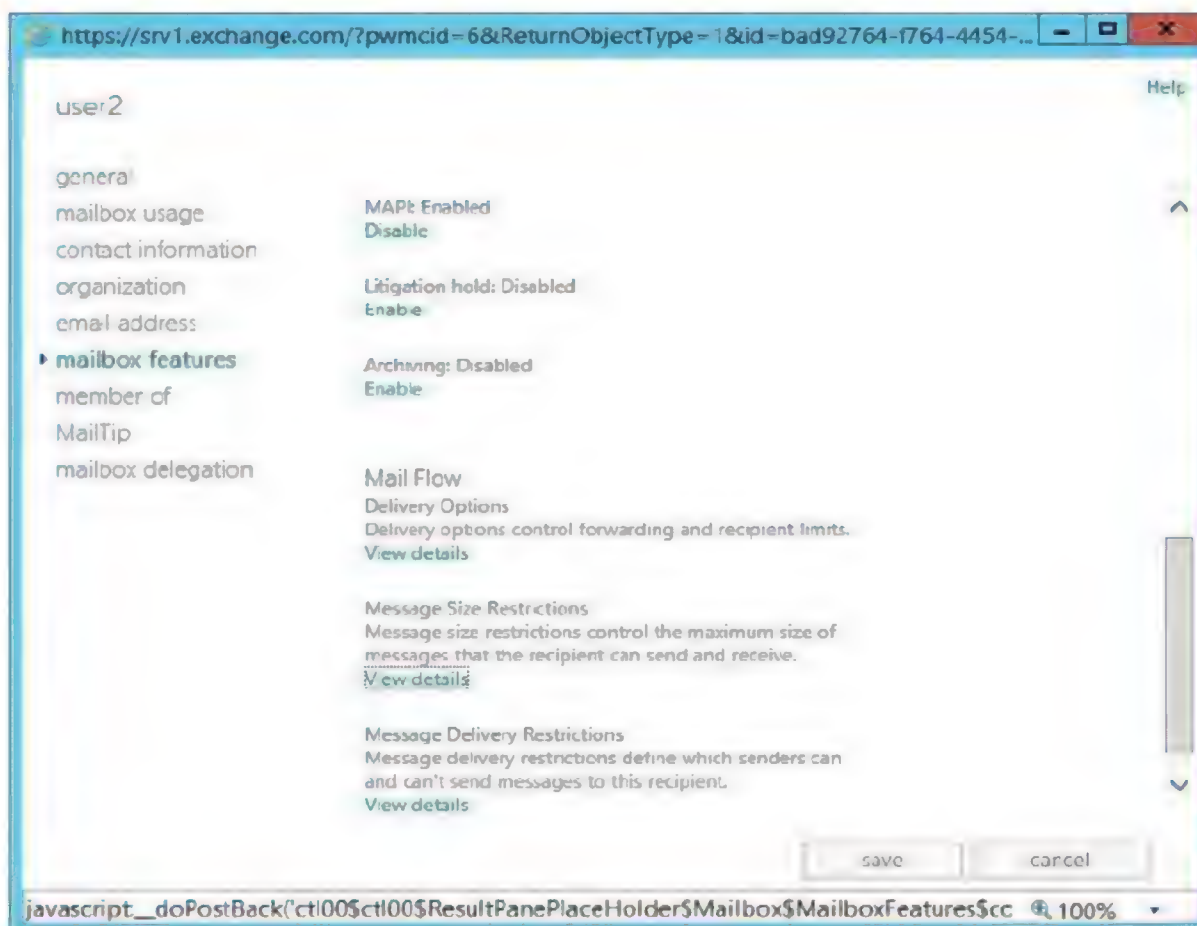 https://srv1.exchange.com/?pwmcid=6&ReturnObjectType=1&id=bad92764-f764-4454-...
Help
user2
general
mailbox usage
contact information
organization
email address
mailbox features
member of
MailTip
mailbox delegation
MAPI: Enabled
Disable
Litigation hold: Disabled
Enable
Archiving: Disabled
Enable
Mail Flow
Delivery Options
Delivery options control forwarding and recipient limits.
View details
Message Size Restrictions
Message size restrictions control the maximum size of
messages that the recipient can send and receive.
View details
Message Delivery Restrictions
Message delivery restrictions define which senders can
and can't send messages to this recipient.
View details
save
cancel
javascript:__doPostBack('ctl00$ctl00$ResultPanePlaceHolder$Mailbox$MailboxFeatures$cc
100%